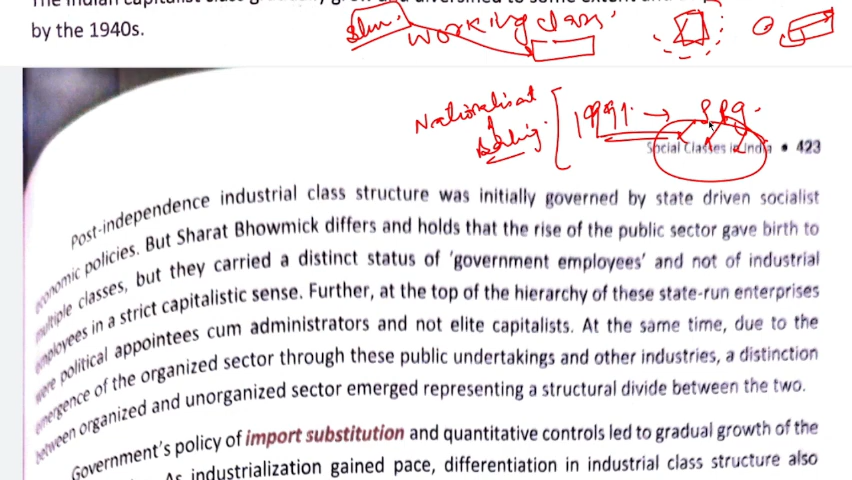 by the 1940s.
working class.
Nationalisat
1991. → LPG.
Social Classes in India • 423
Post-independence industrial class structure was initially governed by state driven socialist
economic policies. But Sharat Bhowmick differs and holds that the rise of the public sector gave birth to
multiple classes, but they carried a distinct status of 'government employees' and not of industrial
employees in a strict capitalistic sense. Further, at the top of the hierarchy of these state-run enterprises
were political appointees cum administrators and not elite capitalists. At the same time, due to the
emergence of the organized sector through these public undertakings and other industries, a distinction
between organized and unorganized sector emerged representing a structural divide between the two.
Government's policy of import substitution and quantitative controls led to gradual growth of the
As industrialization gained pace, differentiation in industrial class structure also